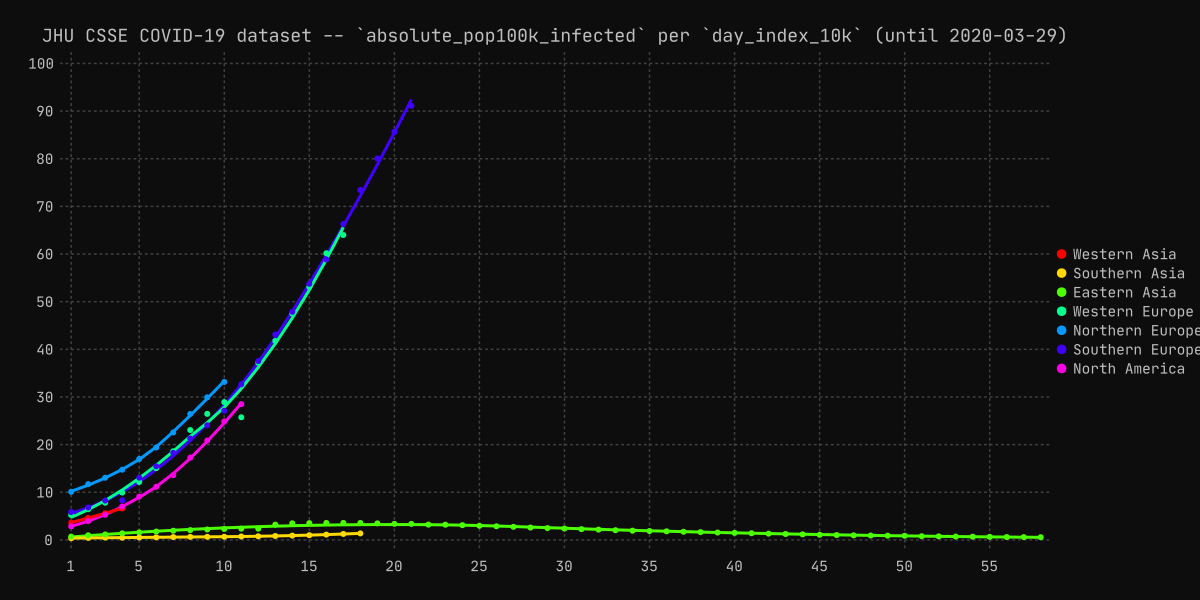 JHU CSSE COVID-19 dataset -- `absolute_pop100k_infected` per `day_index_10k` (until 2020-03-29)
100
90
80
70
60
50
40
30
20
10
0
1 5 10 15 20 25 30 35 40 45 50 55
Western Asia
Southern Asia
Eastern Asia
Western Europe
Northern Europe
Southern Europe
North America